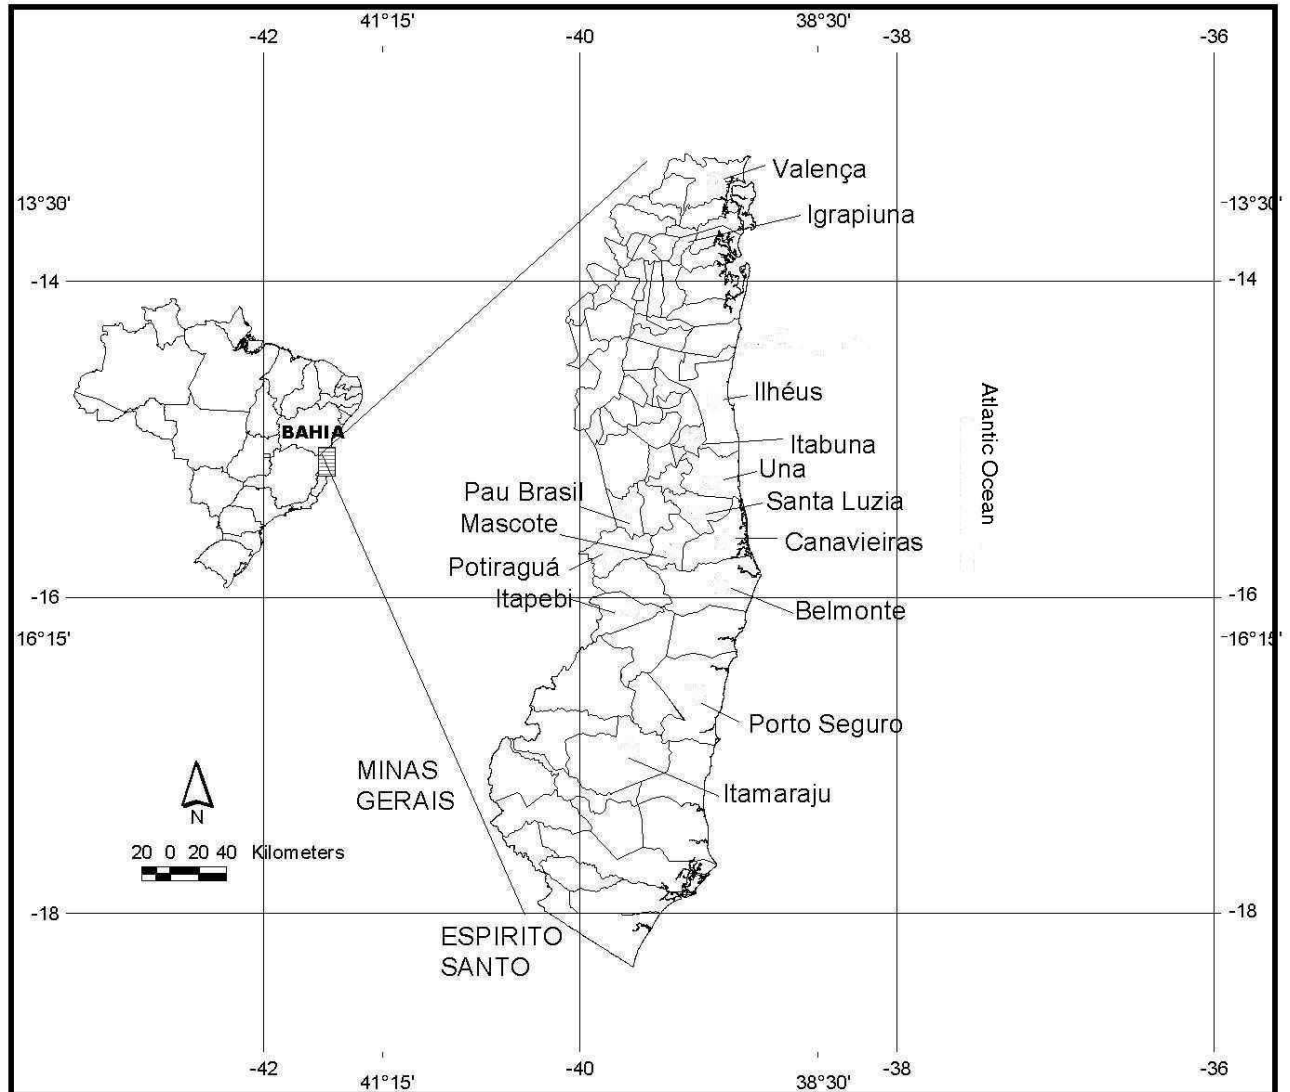 41°15'
38°30'
-42
-40
-38
-36
Valença
13°30'
-13°30'
Igrapiuna
-14
-14
Ilhéus
Atlantic Ocean
BAHIA
Itabuna
Una
Pau Brasil
Santa Luzia
Mascote
Canavieiras
Potiraguá
Itapebi
-16
-16
Belmonte
16°15'
-16°15'
Porto Seguro
MINAS
GERAIS
Itamaraju
N
20 0 20 40 Kilometers
-18
-18
ESPIRITO
SANTO
-42
41°15'
-40
38°30'
-38
-36